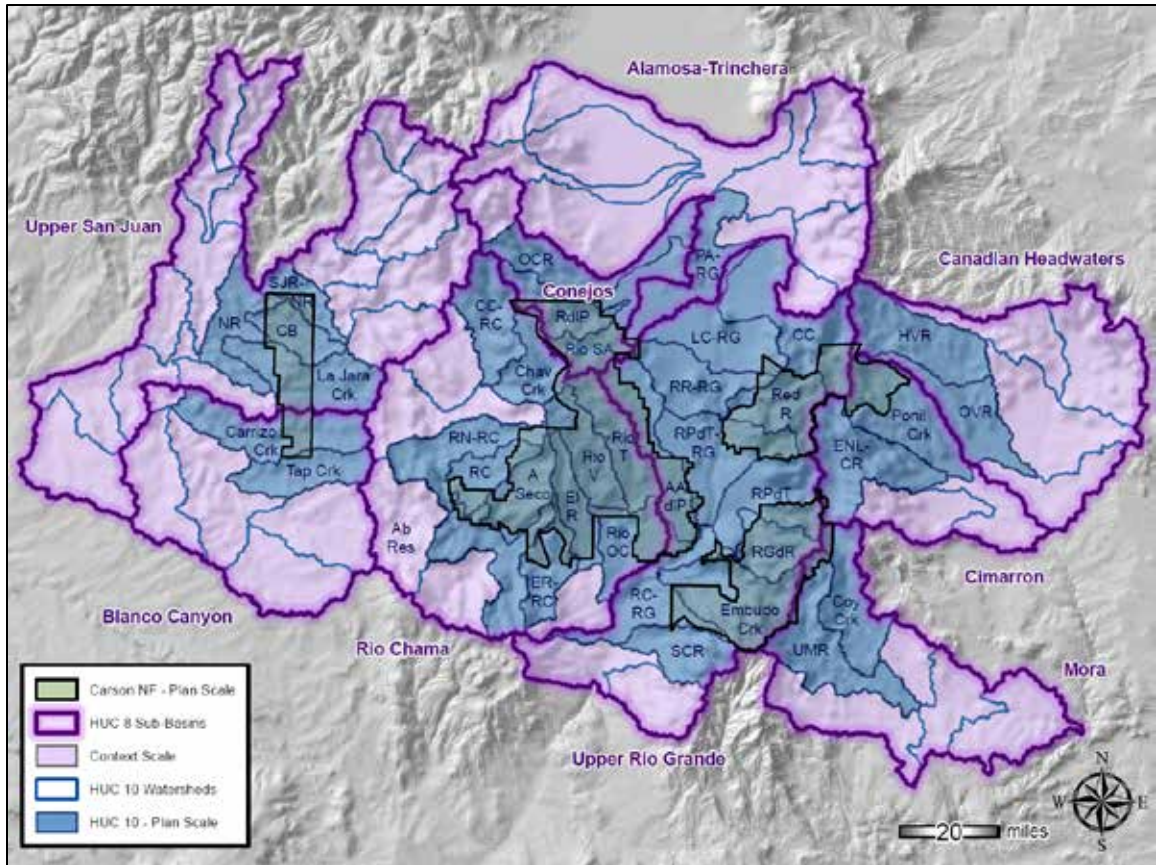 Alamosa-Trinchera
Upper San Juan
Canadian Headwaters
OCR
PA-
RG
SJR-
NR
Conejos
CC-
RC
RdlP
HVR
NR
CB
LC-RG
CC
Rio SA
La Jara
Crk
Chav
Crk
RR-RG
Red
R
Ponil
Crk
OVR
Carrizo
Crk
RN-RC
Rio
T
RPdT-
RG
ENL-
CR
Tap Crk
RC
A
Seco
Rio
V
AA-
dlP
El
R
RPdT
Ab
Res
Rio
OC
RGdR
Cimarron
ER-
RC
RC-
RG
Embudo
Crk
Coy
Crk
Blanco Canyon
Rio Chama
SCR
UMR
Mora
Upper Rio Grande
Carson NF - Plan Scale
HUC 8 Sub-Basins
Context Scale
HUC 10 Watersheds
HUC 10 - Plan Scale
N
W E
S
20 miles